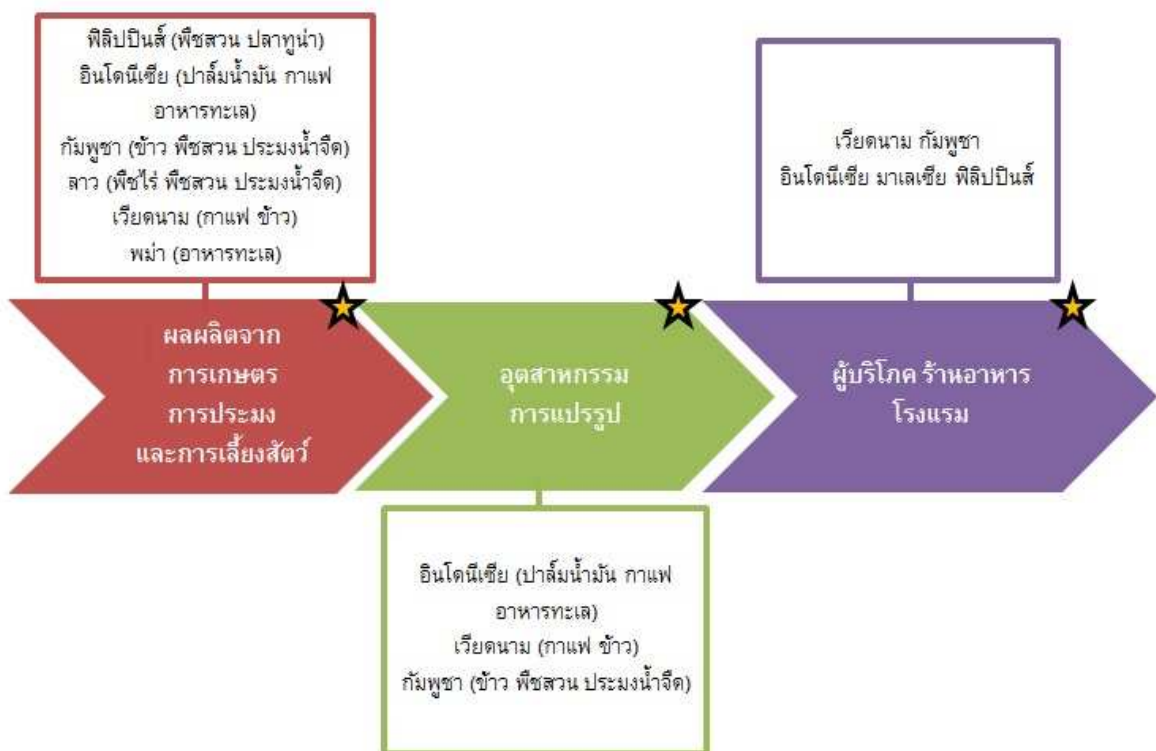 ฟิลิปปินส์ (พืชสวน ปลาทูน่า)
อินโดนีเซีย (ปาล์มน้ำมัน กาแฟ
อาหารทะเล)
กัมพูชา (ข้าว พืชสวน ประมงน้ำจืด)
ลาว (พืชไร่ พืชสวน ประมงน้ำจืด)
เวียดนาม (กาแฟ ข้าว)
พม่า (อาหารทะเล)
เวียดนาม กัมพูชา
อินโดนีเซีย มาเลเซีย ฟิลิปปินส์
ผลผลิตจาก
การเกษตร
การประมง
และการเลี้ยงสัตว์
อุตสาหกรรม
การแปรรูป
ผู้บริโภค ร้านอาหาร
โรงแรม
อินโดนีเซีย (ปาล์มน้ำมัน กาแฟ
อาหารทะเล)
เวียดนาม (กาแฟ ข้าว)
กัมพูชา (ข้าว พืชสวน ประมงน้ำจืด)